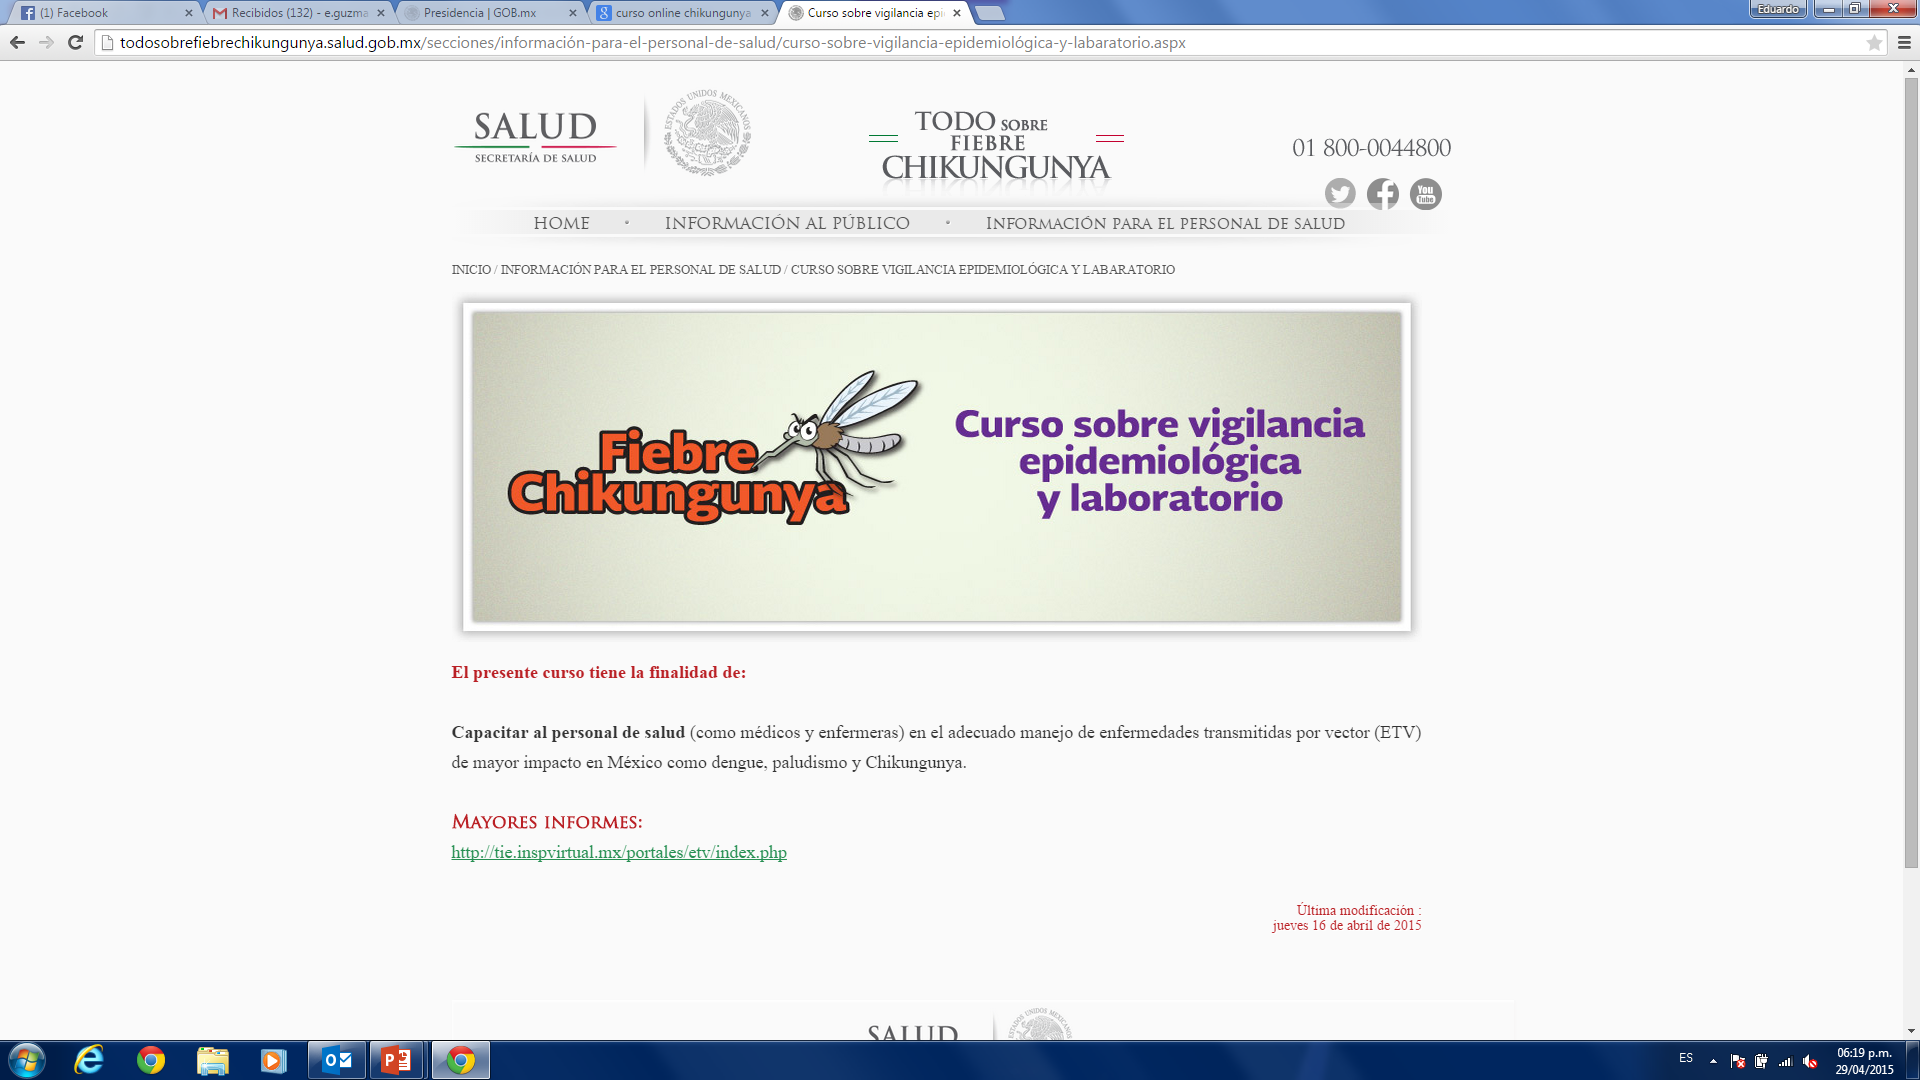 (1) Facebook
Recibidos (132) - e.guzma
Presidencia | GOB.mx
curso online chikungunya
Curso sobre vigilancia epi
Eduardo
todosobrefiebrechikungunya.salud.gob.mx/secciones/información-para-el-personal-de-salud/curso-sobre-vigilancia-epidemiológica-y-labaratorio.aspx
SALUD
SECRETARÍA DE SALUD
ESTADOS UNIDOS MEXICANOS
TODO SOBRE
FIEBRE
CHIKUNGUNYA
01 800-0044800
You
Tube
HOME
INFORMACIÓN AL PÚBLICO
INFORMACIÓN PARA EL PERSONAL DE SALUD
INICIO / INFORMACIÓN PARA EL PERSONAL DE SALUD / CURSO SOBRE VIGILANCIA EPIDEMIOLÓGICA Y LABARATORIO
Fiebre
Chikungunya
Curso sobre vigilancia
epidemiológica
y laboratorio
El presente curso tiene la finalidad de:
Capacitar al personal de salud (como médicos y enfermeras) en el adecuado manejo de enfermedades transmitidas por vector (ETV)
de mayor impacto en México como dengue, paludismo y Chikungunya.
MAYORES INFORMES:
http://tie.inspvirtual.mx/portales/etv/index.php
Última modificación :
jueves 16 de abril de 2015
SALUD
ES
06:19 p.m.
29/04/2015